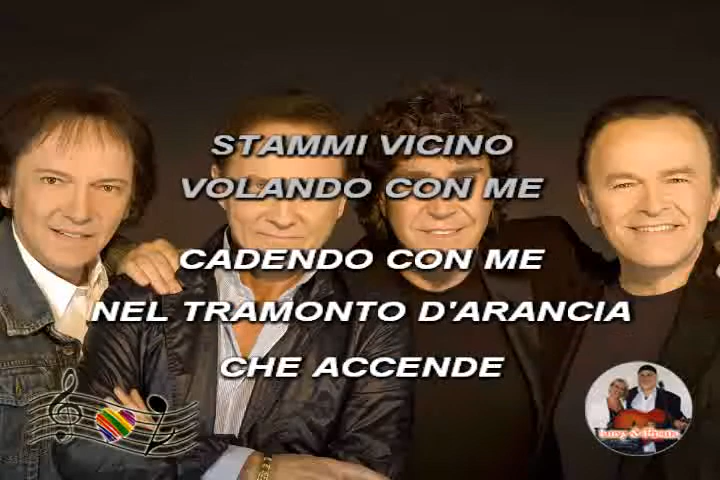 STAMMI VICINO
VOLANDO CON ME
CADENDO CON ME
NEL TRAMONTO D'ARANCIA
CHE ACCENDE